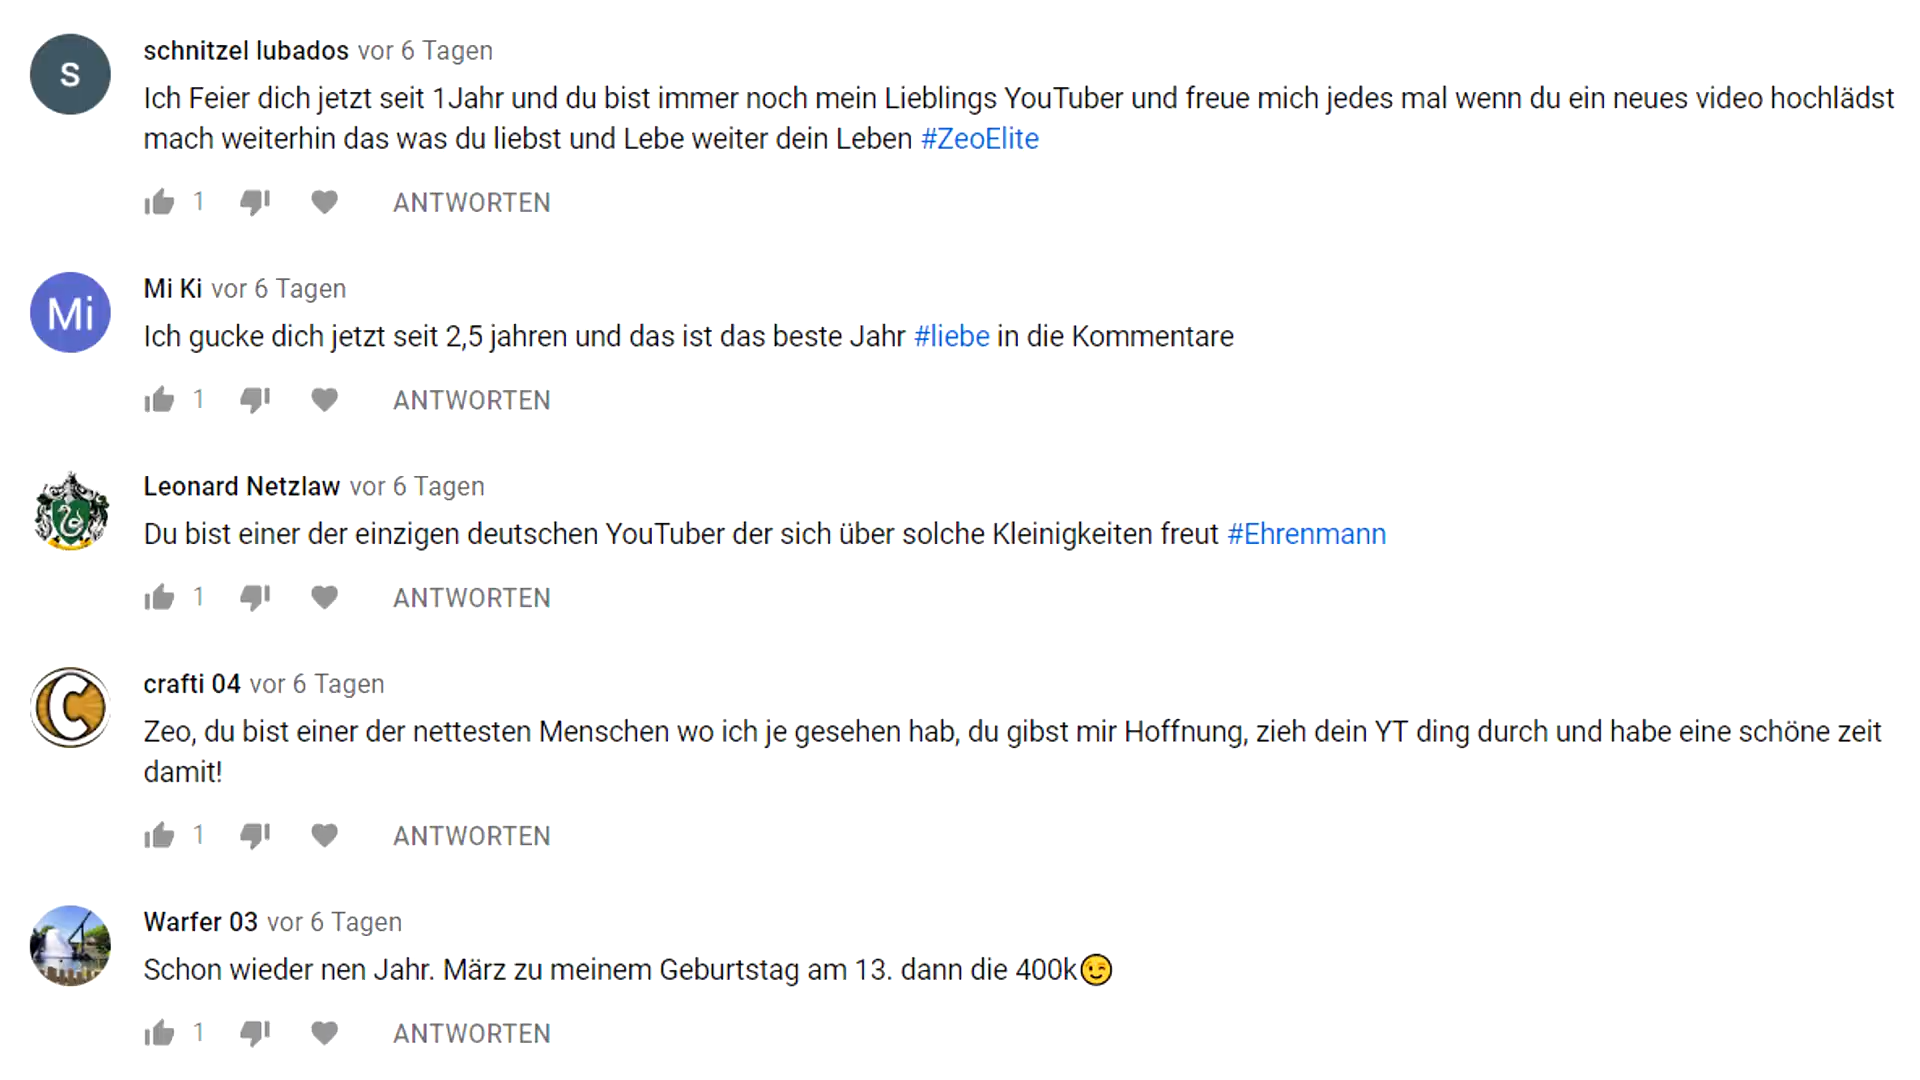 S
schnitzel lubados vor 6 Tagen
Ich Feier dich jetzt seit 1Jahr und du bist immer noch mein Lieblings YouTuber und freue mich jedes mal wenn du ein neues video hochlädst
mach weiterhin das was du liebst und Lebe weiter dein Leben #ZeoElite
1 ANTWORTEN
Mi
Mi Ki vor 6 Tagen
Ich gucke dich jetzt seit 2,5 jahren und das ist das beste Jahr #liebe in die Kommentare
1 ANTWORTEN
Leonard Netzlaw vor 6 Tagen
Du bist einer der einzigen deutschen YouTuber der sich über solche Kleinigkeiten freut #Ehrenmann
1 ANTWORTEN
C
crafti 04 vor 6 Tagen
Zeo, du bist einer der nettesten Menschen wo ich je gesehen hab, du gibst mir Hoffnung, zieh dein YT ding durch und habe eine schöne zeit
damit!
1 ANTWORTEN
Warfer 03 vor 6 Tagen
Schon wieder nen Jahr. März zu meinem Geburtstag am 13. dann die 400k😉
1 ANTWORTEN